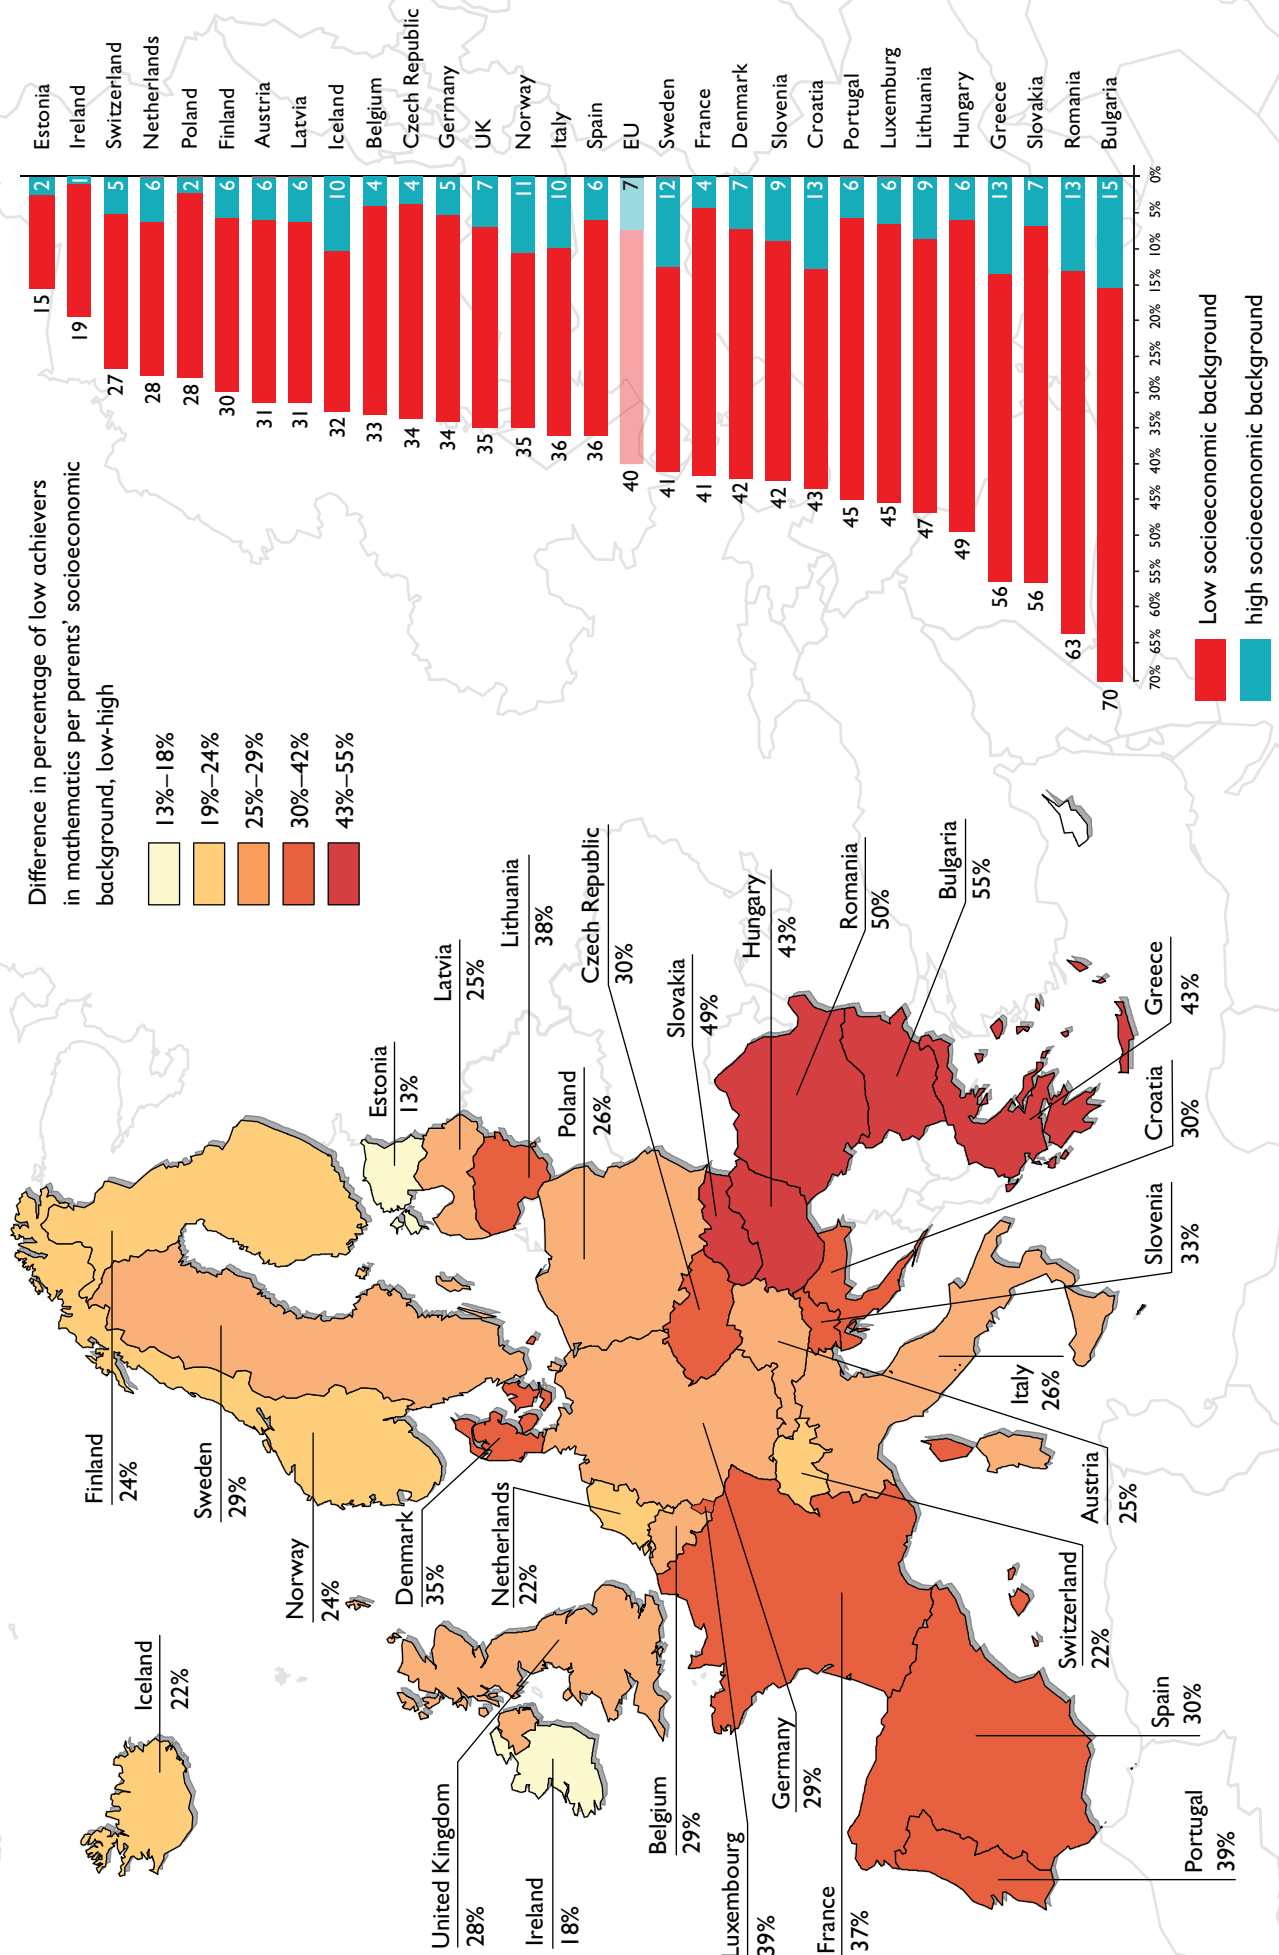 Difference in percentage of low achievers
in mathematics per parents’ socioeconomic
background, low-high
13%–18%
19%–24%
25%–29%
30%–42%
43%–55%
Iceland
22%
Finland
24%
Sweden
29%
Norway
24%
Denmark
35%
Netherlands
22%
United Kingdom
28%
Ireland
18%
Belgium
29%
Luxembourg
39%
Germany
29%
France
37%
Switzerland
22%
Austria
25%
Spain
30%
Portugal
39%
Italy
26%
Estonia
13%
Latvia
25%
Lithuania
38%
Poland
26%
Czech Republic
30%
Slovakia
49%
Hungary
43%
Romania
50%
Bulgaria
55%
Greece
43%
Croatia
30%
Slovenia
33%
15 2 Estonia
19 1 Ireland
27 5 Switzerland
28 6 Netherlands
28 2 Poland
30 6 Finland
31 6 Austria
31 6 Latvia
32 10 Iceland
33 4 Belgium
34 4 Czech Republic
34 5 Germany
35 7 UK
35 11 Norway
36 10 Italy
36 6 Spain
40 7 EU
41 12 Sweden
41 4 France
42 7 Denmark
42 9 Slovenia
43 13 Croatia
45 6 Portugal
45 6 Luxemburg
47 9 Lithuania
49 6 Hungary
56 13 Greece
56 7 Slovakia
63 13 Romania
70 15 Bulgaria
70% 65% 60% 55% 50% 45% 40% 35% 30% 25% 20% 15% 10% 5% 0%
Low socioeconomic background
high socioeconomic background